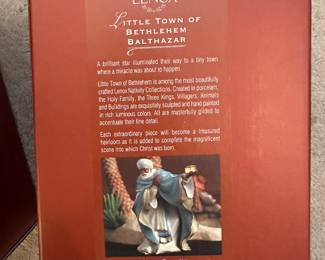 LENOX
LITTLE TOWN OF
BETHLEHEM
BALTHAZAR
A brilliant star illuminated their way to a tiny town
where a miracle was about to happen.
Little Town of Bethlehem is among the most beautifully
crafted Lenox Nativity Collections. Created in porcelain,
the Holy Family, the Three Kings, Villagers, Animals
and Buildings are exquisitely sculpted and hand painted
in rich luminous colors. All are masterfully gilded to
accentuate their fine detail.
Each extraordinary piece will become a treasured
heirloom as it is added to complete the magnificent
scene into which Christ was born.